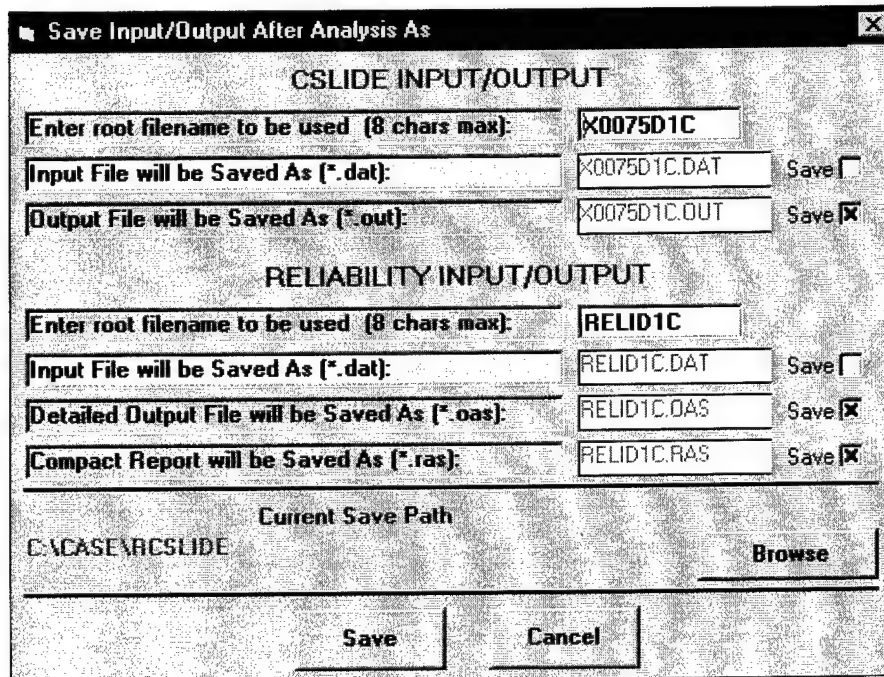 Save Input/Output After Analysis As
CSLIDE INPUT/OUTPUT
Enter root filename to be used (8 chars max): X0075D1C
Input File will be Saved As (*.dat): X0075D1C.DAT Save
Output File will be Saved As (*.out): X0075D1C.OUT Save
RELIABILITY INPUT/OUTPUT
Enter root filename to be used (8 chars max): RELID1C
Input File will be Saved As (*.dat): RELID1C.DAT Save
Detailed Output File will be Saved As (*.oas): RELID1C.OAS Save
Compact Report will be Saved As (*.ras): RELID1C.RAS Save
Current Save Path
C:\CASE\RCSLIDE
Browse
Save Cancel